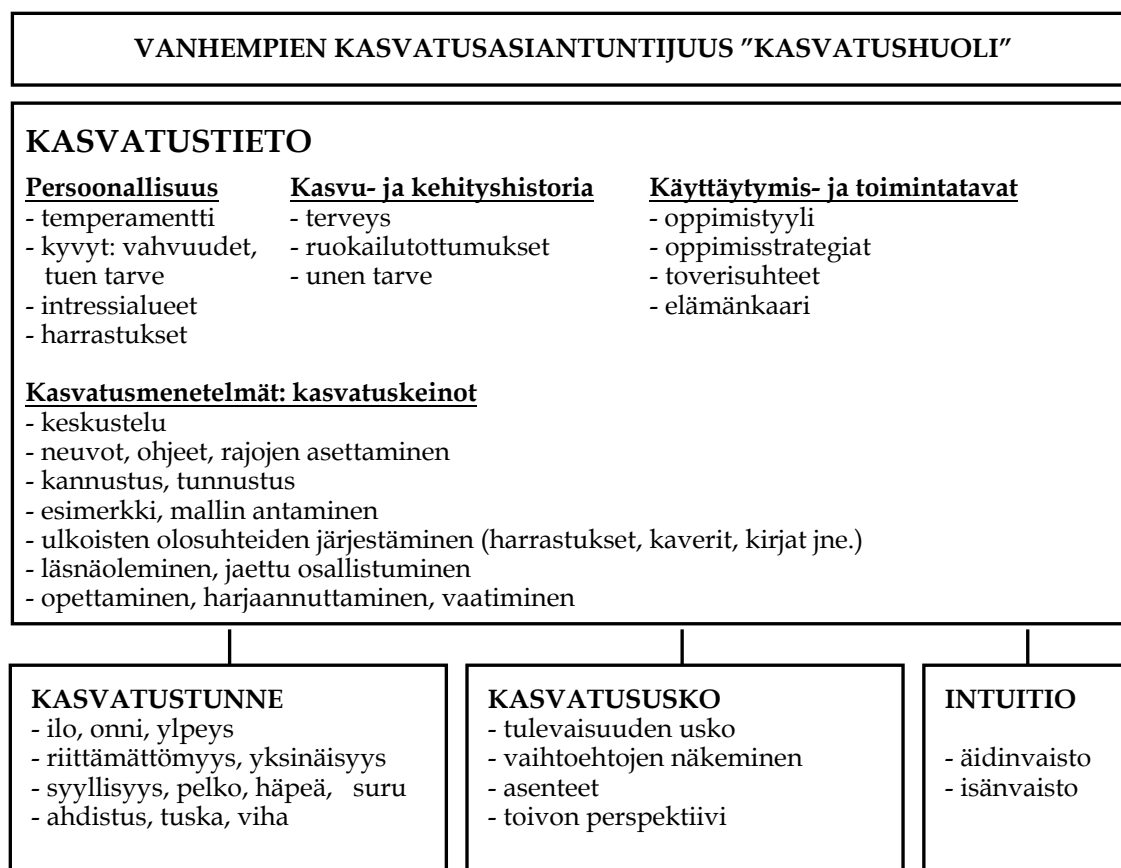 VANHEMPIEN KASVATUSASIANTUNTIJUUS ”KASVATUSHUOLI”
KASVATUSTIETO
Persoonallisuus
- temperamentti
- kyvyt: vahvuudet,
tuen tarve
- intressialueet
- harrastukset
Kasvu- ja kehityshistoria
- terveys
- ruokailutottumukset
- unen tarve
Käyttäytymis- ja toimintatavat
- oppimistyyli
- oppimisstrategiat
- toverisuhteet
- elämänkaari
Kasvatusmenetelmät: kasvatuskeinot
- keskustelu
- neuvot, ohjeet, rajojen asettaminen
- kannustus, tunnustus
- esimerkki, mallin antaminen
- ulkoisten olosuhteiden järjestäminen (harrastukset, kaverit, kirjat jne.)
- läsnäoleminen, jaettu osallistuminen
- opettaminen, harjaannuttaminen, vaatiminen
KASVATUSTUNNE
- ilo, onni, ylpeys
- riittämättömyys, yksinäisyys
- syyllisyys, pelko, häpeä, suru
- ahdistus, tuska, viha
KASVATUSUSKO
- tulevaisuuden usko
- vaihtoehtojen näkeminen
- asenteet
- toivon perspektiivi
INTUITIO
- äidinvaisto
- isänvaisto